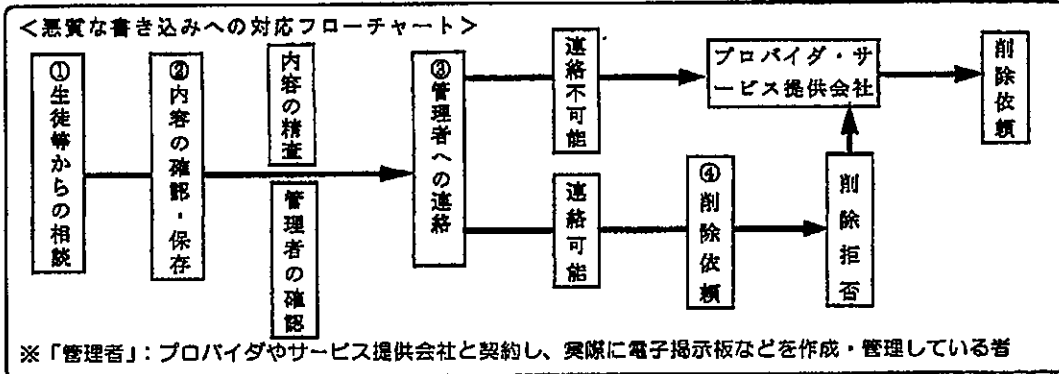 ＜悪質な書き込みへの対応フローチャート＞
①生徒等からの相談
②内容の確認・保存
内容の精査
管理者の確認
③管理者への連絡
連絡不可能
プロバイダ・サ
ービス提供会社
削除依頼
連絡可能
④削除依頼
削除拒否
※「管理者」：プロバイダやサービス提供会社と契約し、実際に電子掲示板などを作成・管理している者